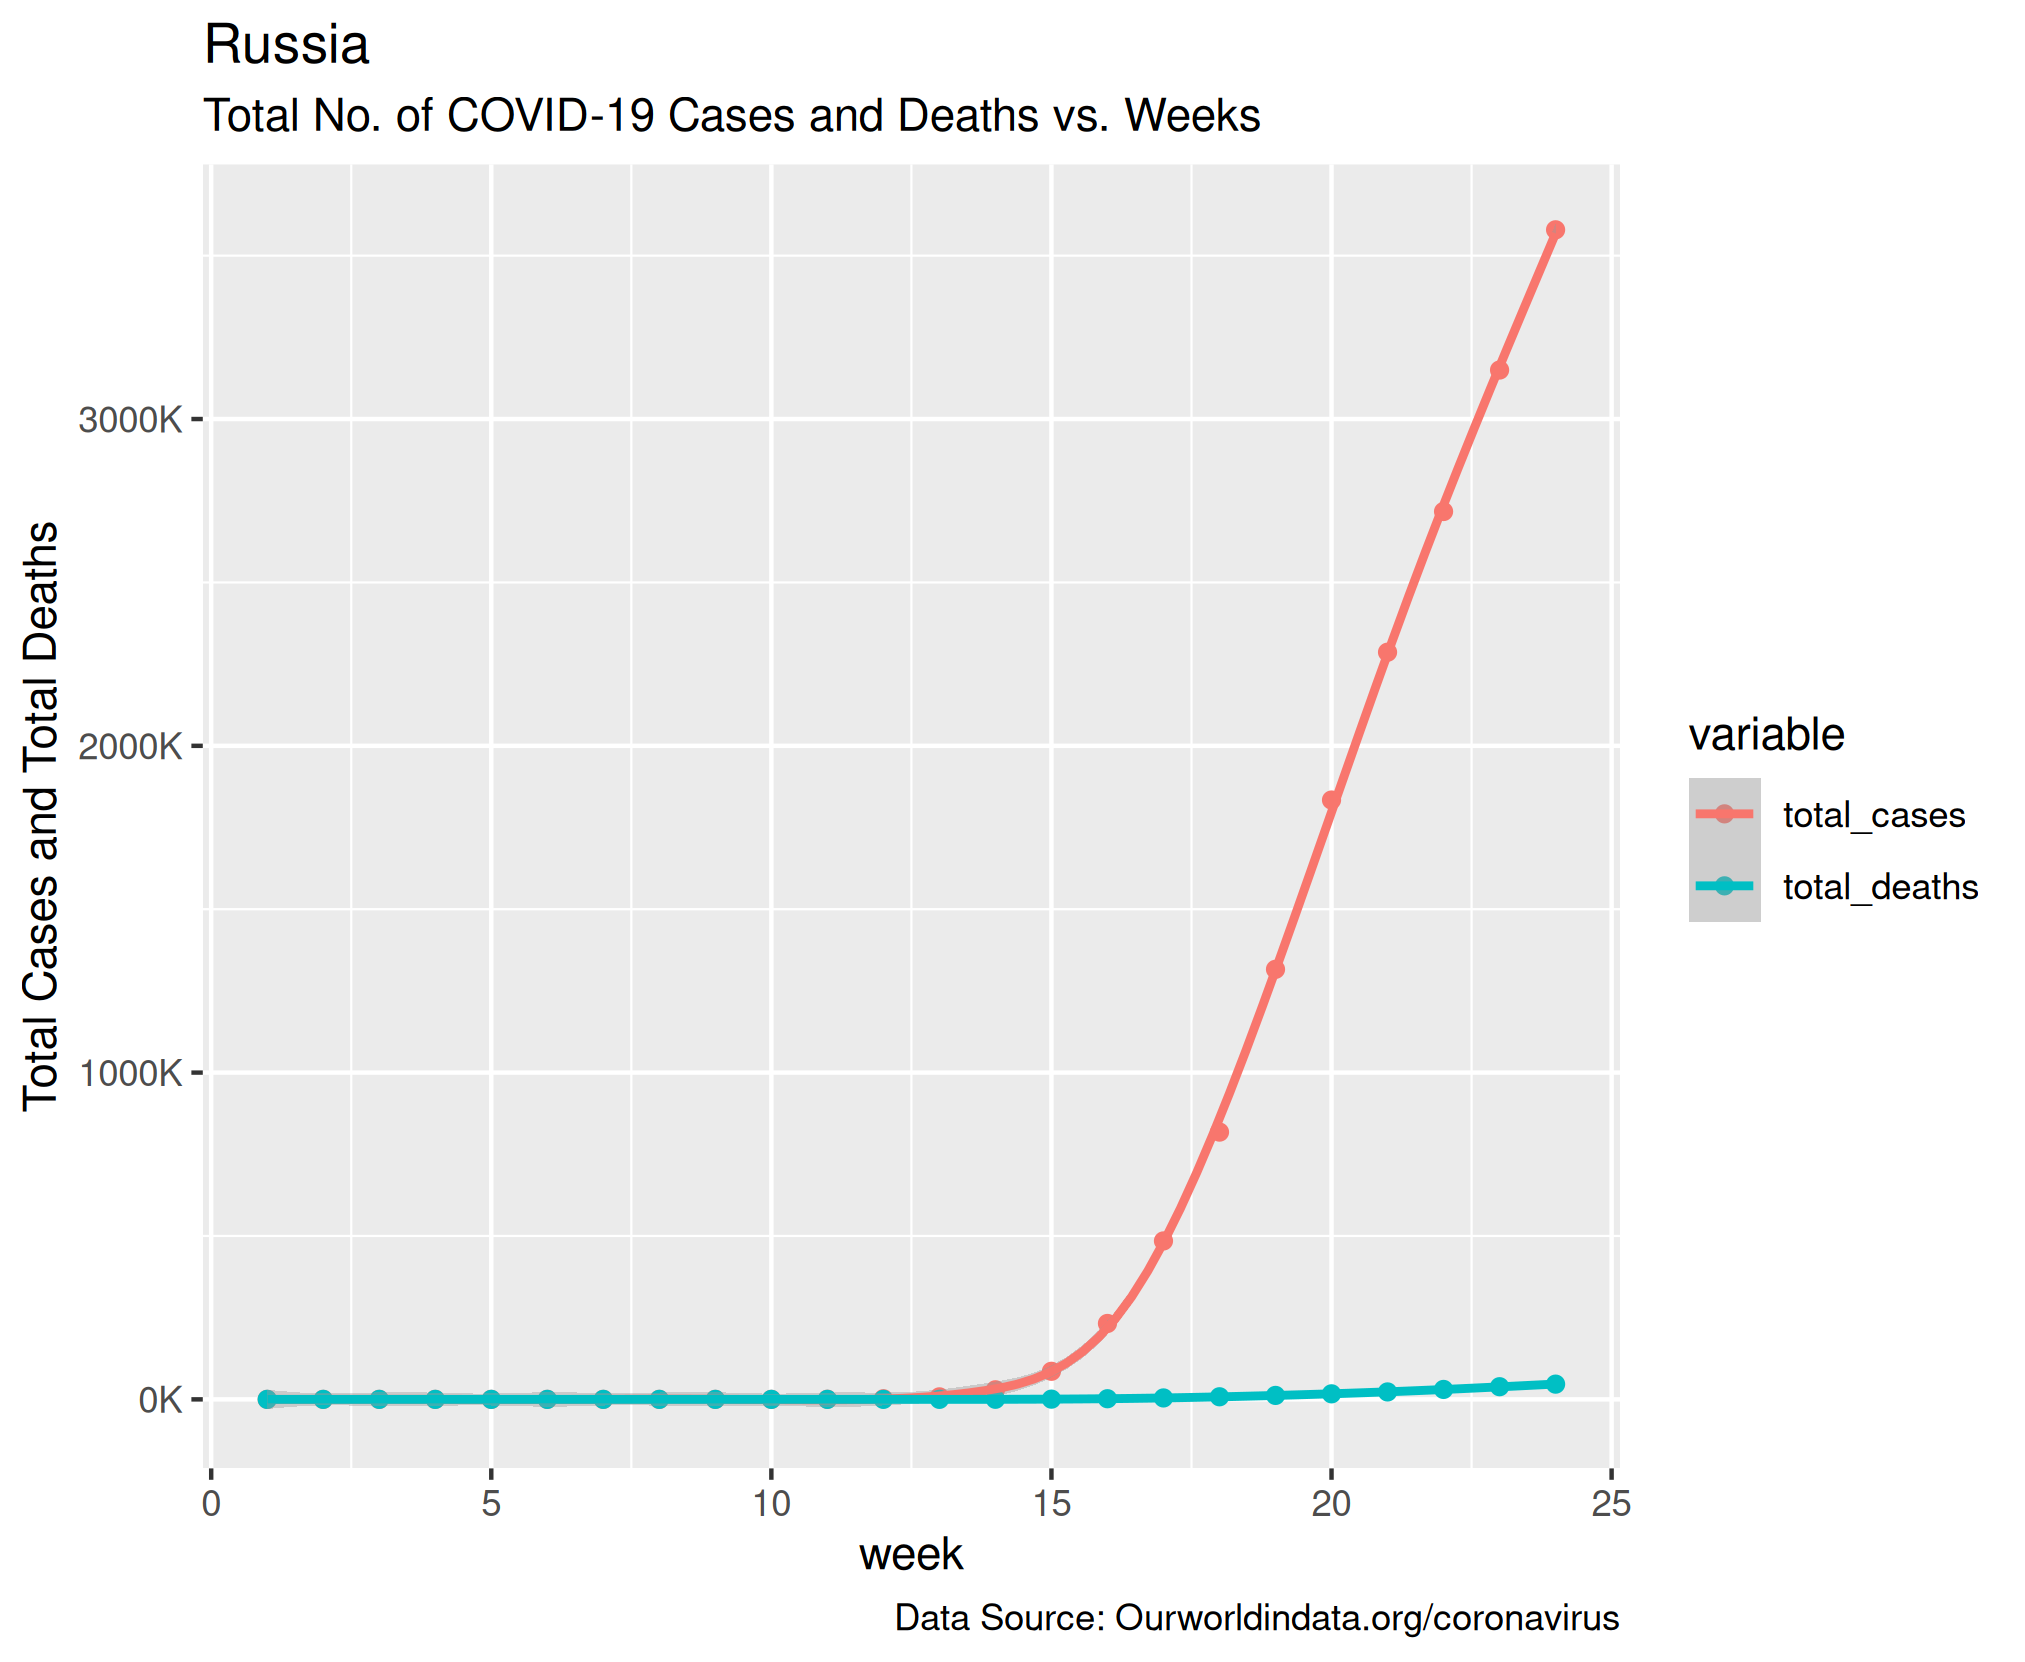 Russia
Total No. of COVID-19 Cases and Deaths vs. Weeks
Total Cases and Total Deaths
3000K
2000K
1000K
0K
0 5 10 15 20 25
week
variable
total_cases
total_deaths
Data Source: Ourworldindata.org/coronavirus